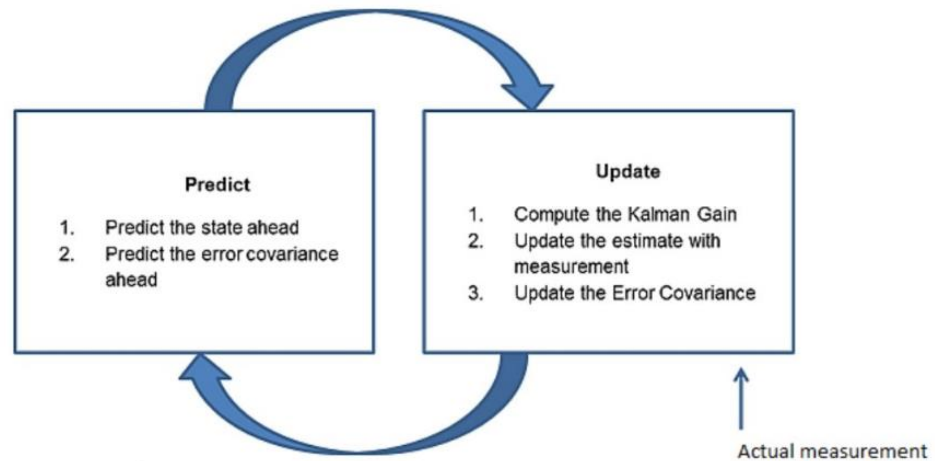 Predict
1. Predict the state ahead
2. Predict the error covariance
ahead
Update
1. Compute the Kalman Gain
2. Update the estimate with
measurement
3. Update the Error Covariance
Actual measurement